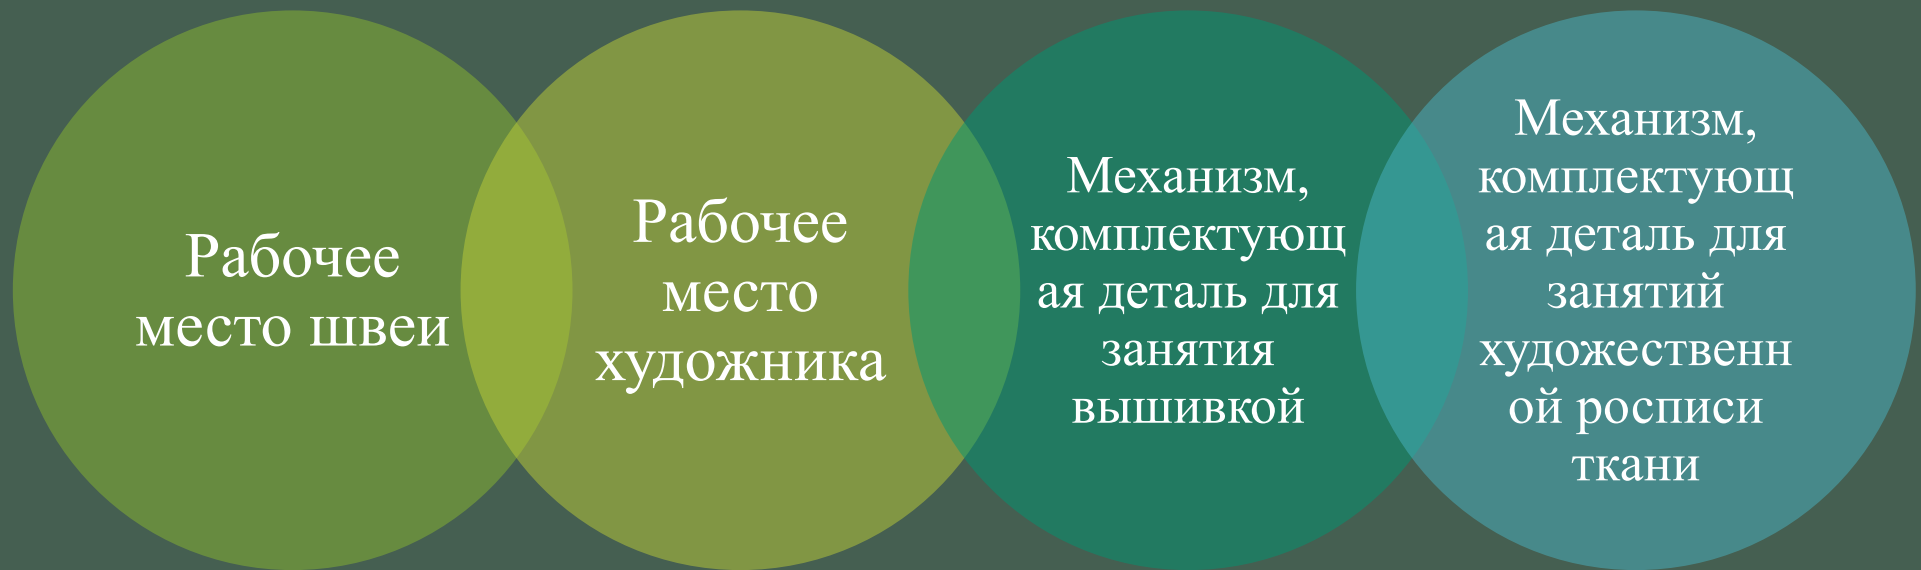 Рабочее
место швеи
Рабочее
место
художника
Механизм,
комплектующ
ая деталь для
занятия
вышивкой
Механизм,
комплектующ
ая деталь для
занятий
художественн
ой росписи
ткани